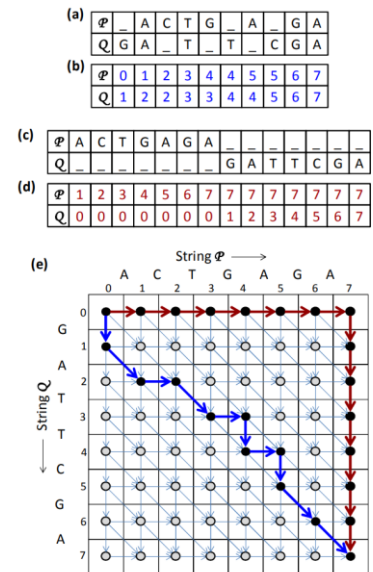 (a)
𝒫 _ A C T G _ A _ G A
𝒬 G A _ T _ T _ C G A
(b)
𝒫 0 1 2 3 4 4 5 5 6 7
𝒬 1 2 2 3 3 4 4 5 6 7
(c)
𝒫 A C T G A G A _ _ _ _ _ _ _
𝒬 _ _ _ _ _ _ _ G A T T C G A
(d)
𝒫 1 2 3 4 5 6 7 7 7 7 7 7 7 7
𝒬 0 0 0 0 0 0 0 1 2 3 4 5 6 7
(e)
String 𝒫 →
A C T G A G A
0 1 2 3 4 5 6 7
← String 𝒬
0
G
1
A
2
T
3
T
4
C
5
G
6
A
7